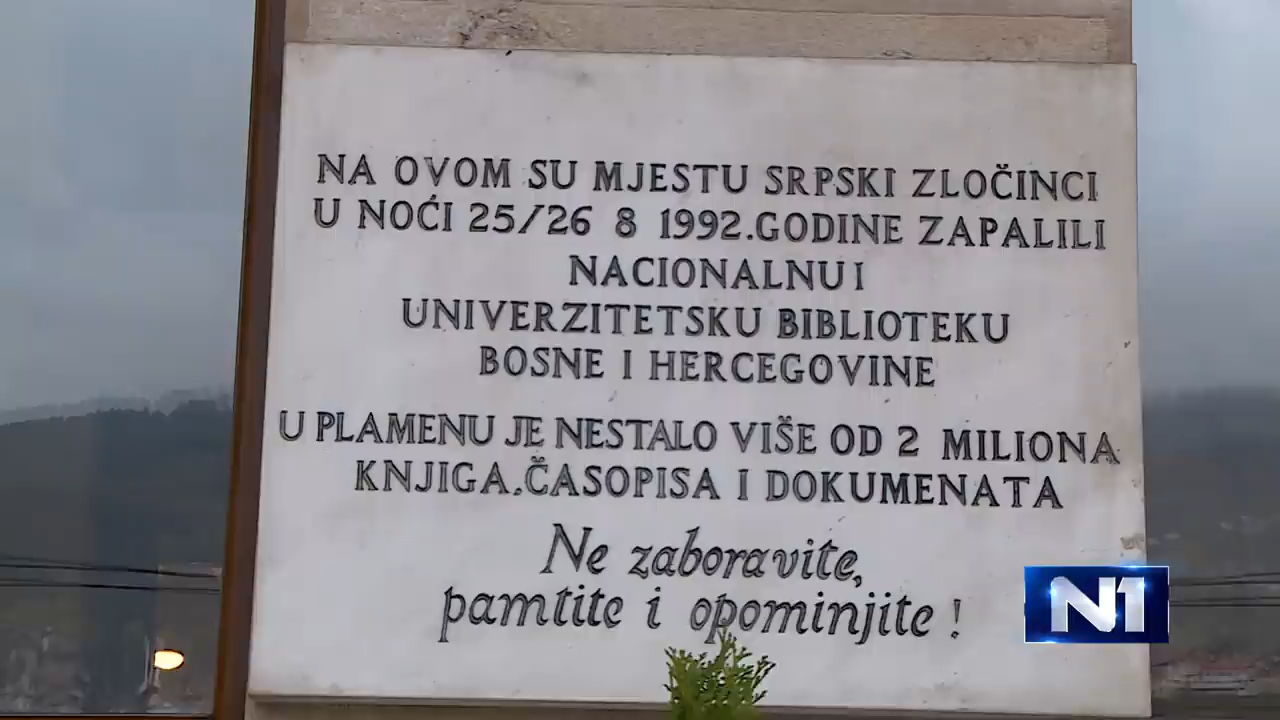 NA OVOM SU MJESTU SRPSKI ZLOČINCI
U NOĆI 25/26 8 1992.GODINE ZAPALILI
NACIONALNU I
UNIVERZITETSKU BIBLIOTEKU
BOSNE I HERCEGOVINE
U PLAMENU JE NESTALO VIŠE OD 2 MILIONA
KNJIGA.ČASOPISA I DOKUMENATA
Ne zaboravite,
pamtite i opominjite !
N1